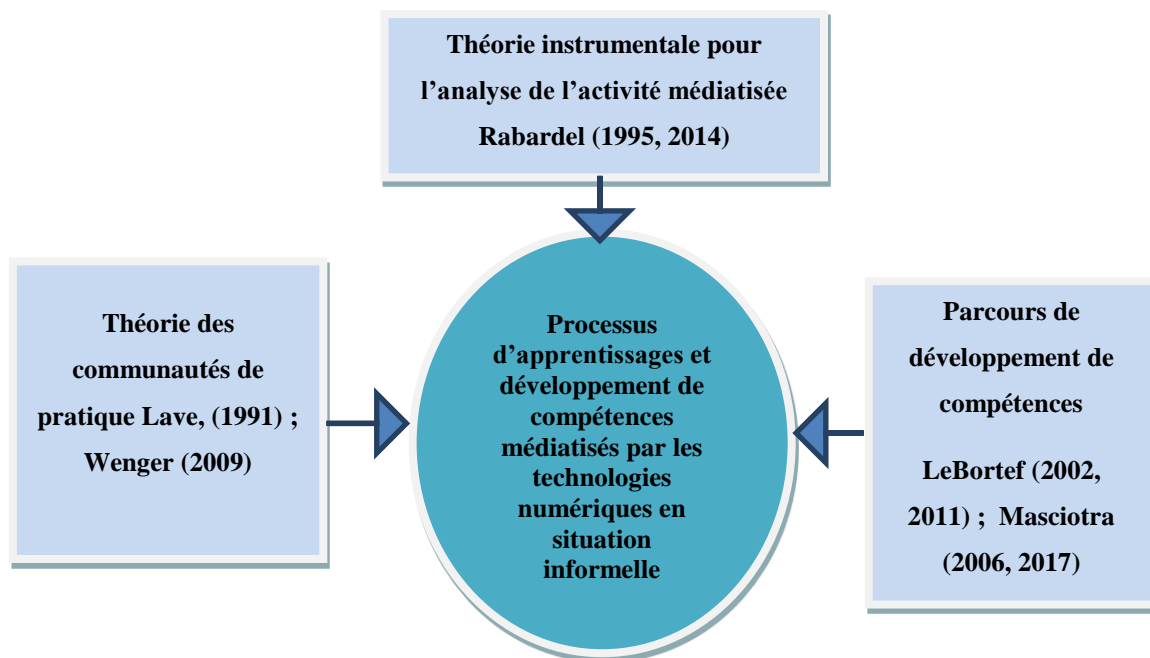 Théorie instrumentale pour
l’analyse de l’activité médiatisée
Rabardel (1995, 2014)
Théorie des
communautés de
pratique Lave, (1991) ;
Wenger (2009)
Processus
d’apprentissages et
développement de
compétences
médiatisés par les
technologies
numériques en
situation
informelle
Parcours de
développement de
compétences
LeBortef (2002,
2011) ; Masciotra
(2006, 2017)